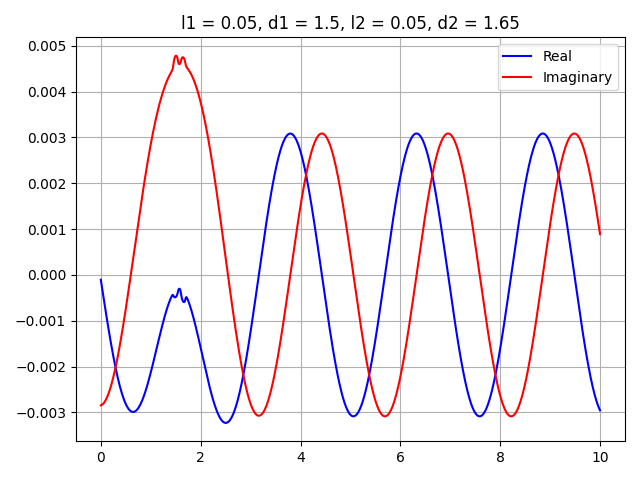 l1 = 0.05, d1 = 1.5, l2 = 0.05, d2 = 1.65
Real
Imaginary
0.005
0.004
0.003
0.002
0.001
0.000
−0.001
−0.002
−0.003
0 2 4 6 8 10